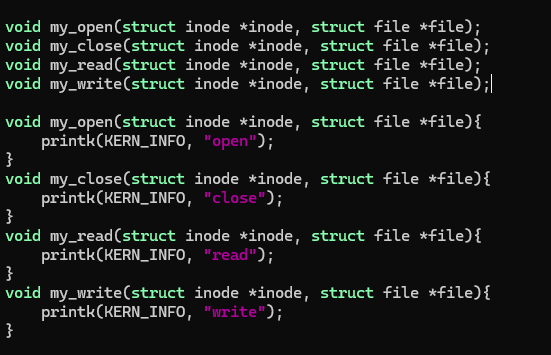 void my_open(struct inode *inode, struct file *file);
void my_close(struct inode *inode, struct file *file);
void my_read(struct inode *inode, struct file *file);
void my_write(struct inode *inode, struct file *file);

void my_open(struct inode *inode, struct file *file){
    printk(KERN_INFO, "open");
}
void my_close(struct inode *inode, struct file *file){
    printk(KERN_INFO, "close");
}
void my_read(struct inode *inode, struct file *file){
    printk(KERN_INFO, "read");
}
void my_write(struct inode *inode, struct file *file){
    printk(KERN_INFO, "write");
}